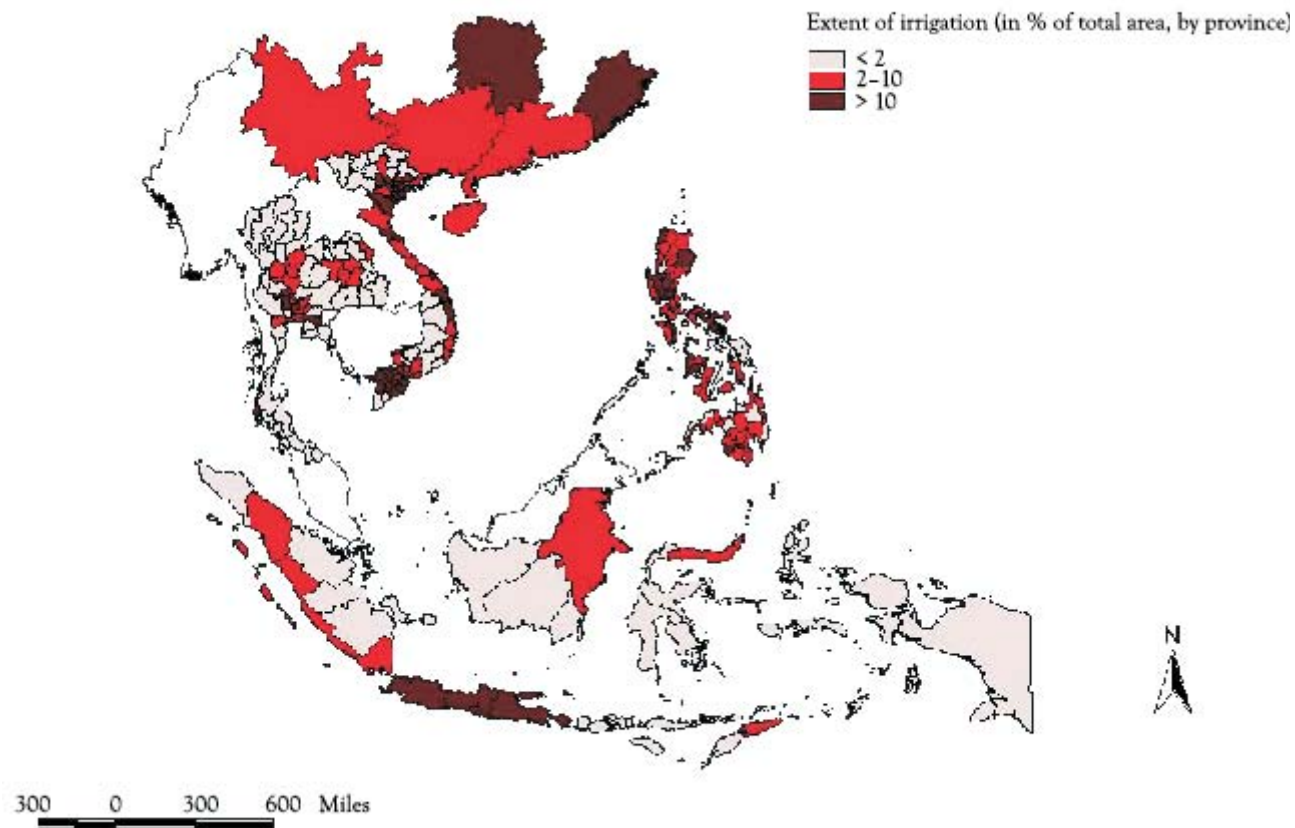 Extent of irrigation (in % of total area, by province)
< 2
2–10
> 10
N
300 0 300 600 Miles